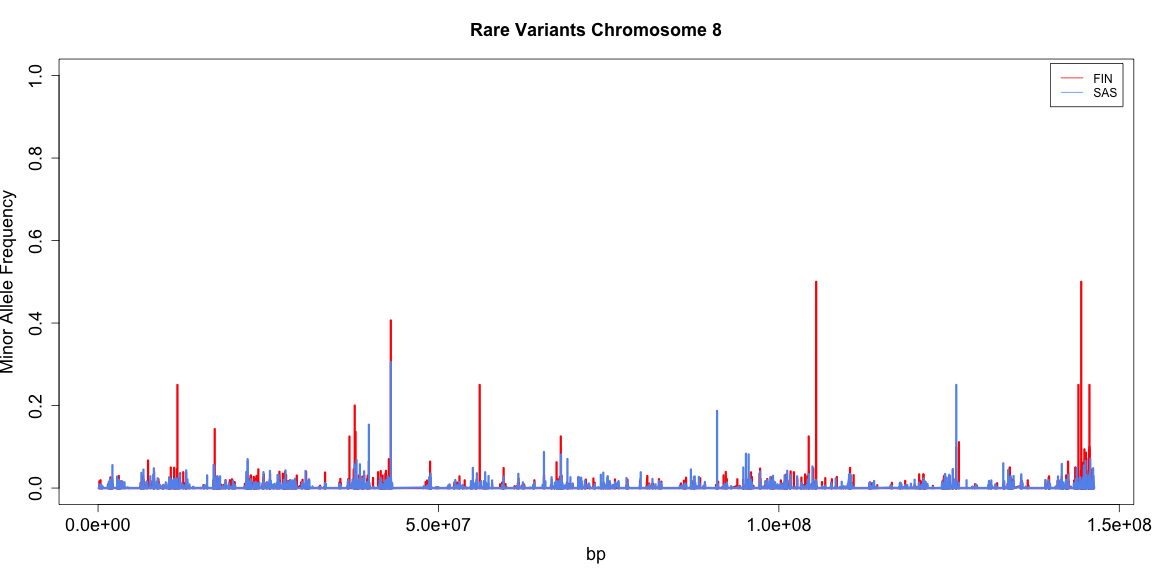 Rare Variants Chromosome 8
FIN
SAS
Minor Allele Frequency
1.0
0.8
0.6
0.4
0.2
0.0
0.0e+00
5.0e+07
1.0e+08
1.5e+08
bp